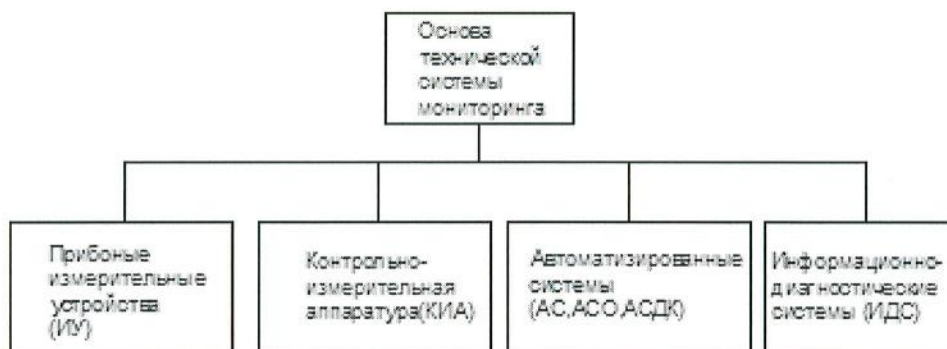 Основа
технической
системы
мониторинга
Прибоные
измерительные
устройства
(ИУ)
Контрольно-
измерительная
аппаратура(КИА)
Автоматизированные
системы
(АС,АСО,АСДК)
Информационно-
диагностические
системы (ИДС)